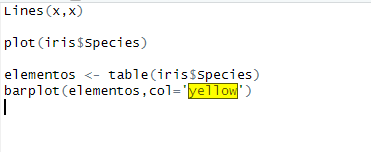 Lines(x,x)
plot(iris$Species)
elementos <- table(iris$Species)
barplot(elementos,col='yellow')